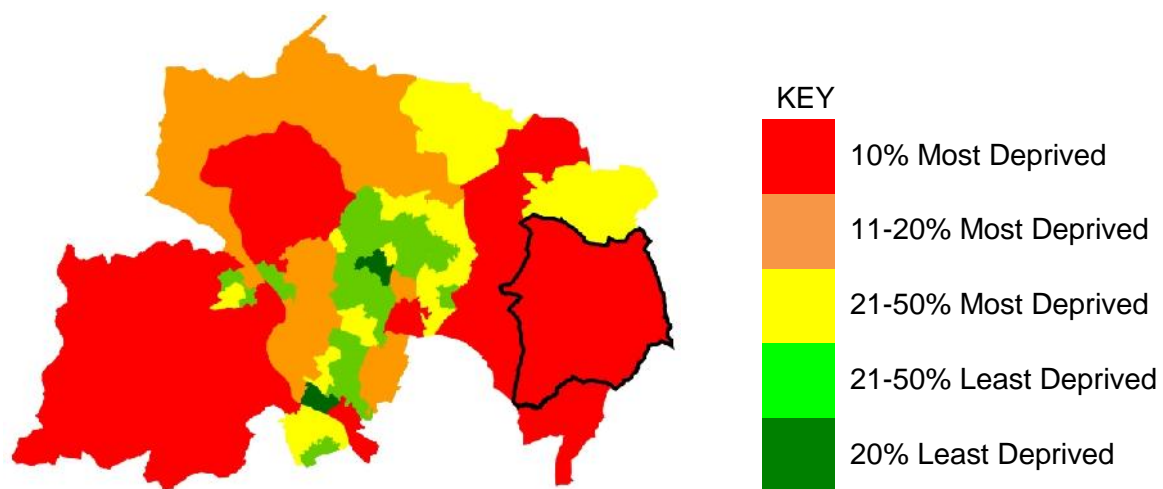 KEY
10% Most Deprived
11-20% Most Deprived
21-50% Most Deprived
21-50% Least Deprived
20% Least Deprived